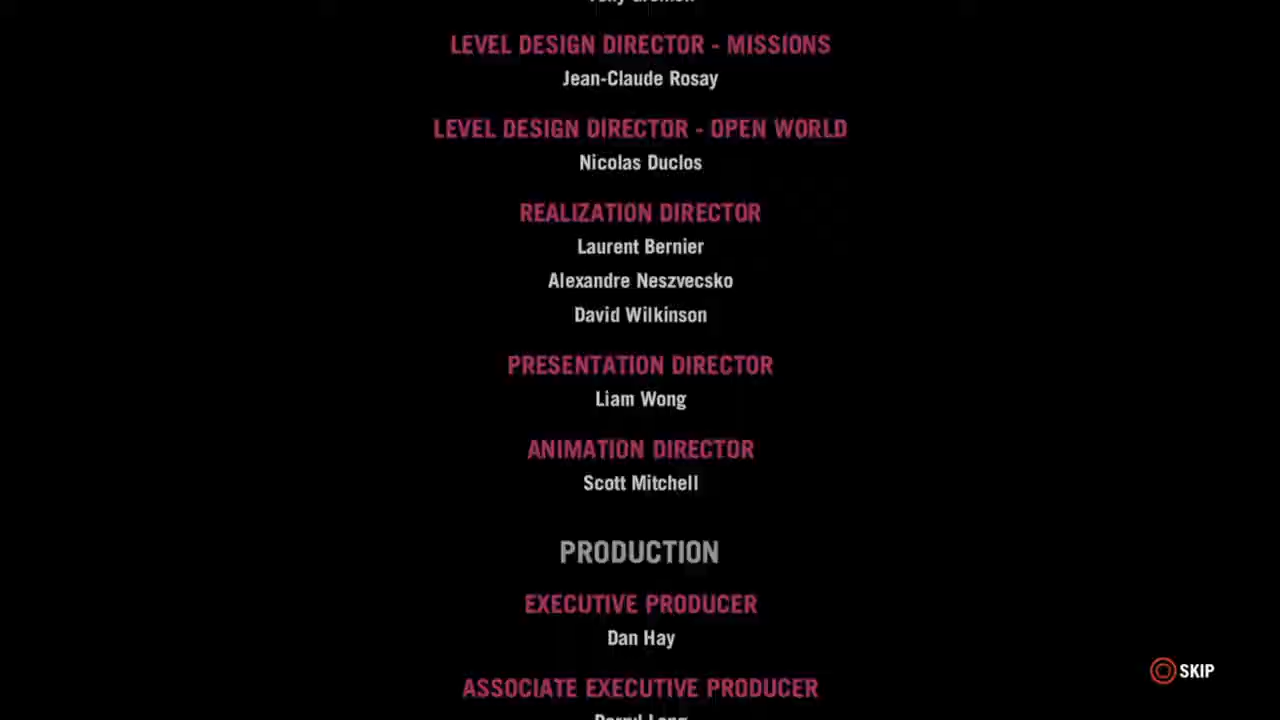 LEVEL DESIGN DIRECTOR - MISSIONS
Jean-Claude Rosay
LEVEL DESIGN DIRECTOR - OPEN WORLD
Nicolas Duclos
REALIZATION DIRECTOR
Laurent Bernier
Alexandre Neszvecsko
David Wilkinson
PRESENTATION DIRECTOR
Liam Wong
ANIMATION DIRECTOR
Scott Mitchell
PRODUCTION
EXECUTIVE PRODUCER
Dan Hay
SKIP
ASSOCIATE EXECUTIVE PRODUCER